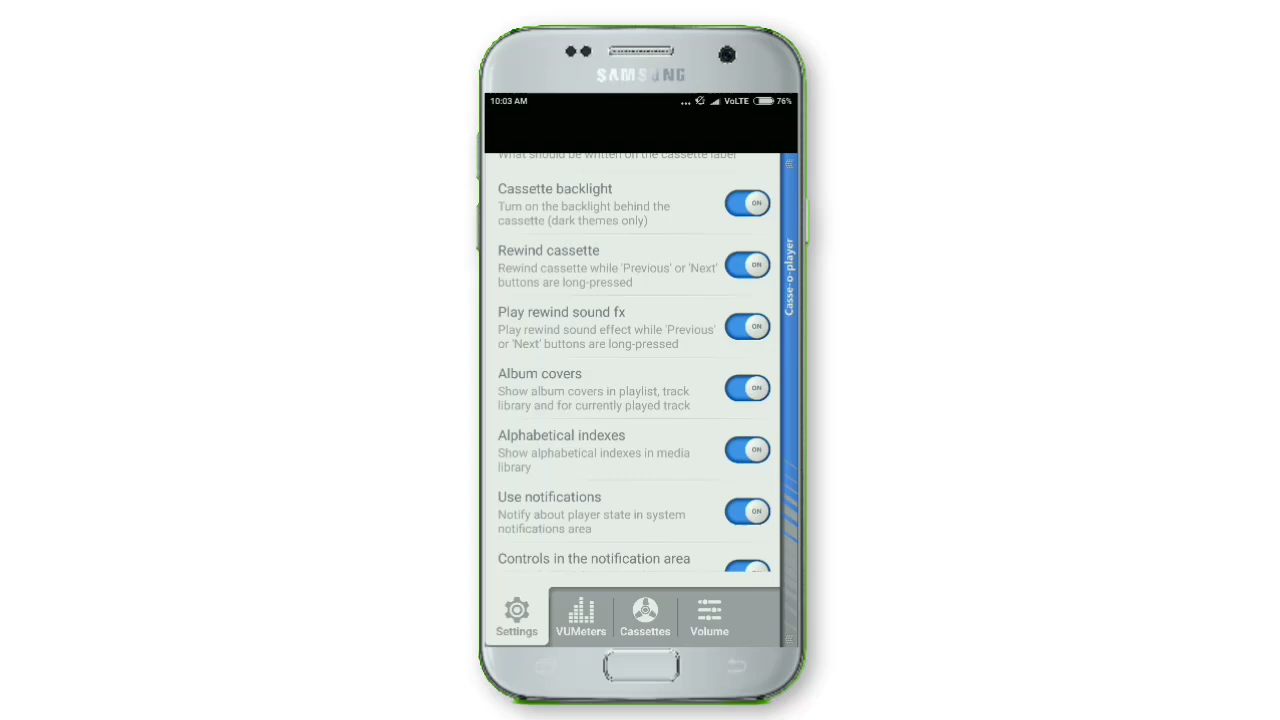 SAMSUNG
10:03 AM
VoLTE 76%
What should be written on the cassette label
Cassette backlight
Turn on the backlight behind the
cassette (dark themes only)
ON
Rewind cassette
Rewind cassette while 'Previous' or 'Next'
buttons are long-pressed
ON
Play rewind sound fx
Play rewind sound effect while 'Previous'
or 'Next' buttons are long-pressed
ON
Album covers
Show album covers in playlist, track
library and for currently played track
ON
Alphabetical indexes
Show alphabetical indexes in media
library
ON
Use notifications
Notify about player state in system
notifications area
ON
Controls in the notification area
Casse-o-player
Settings
VUMeters
Cassettes
Volume